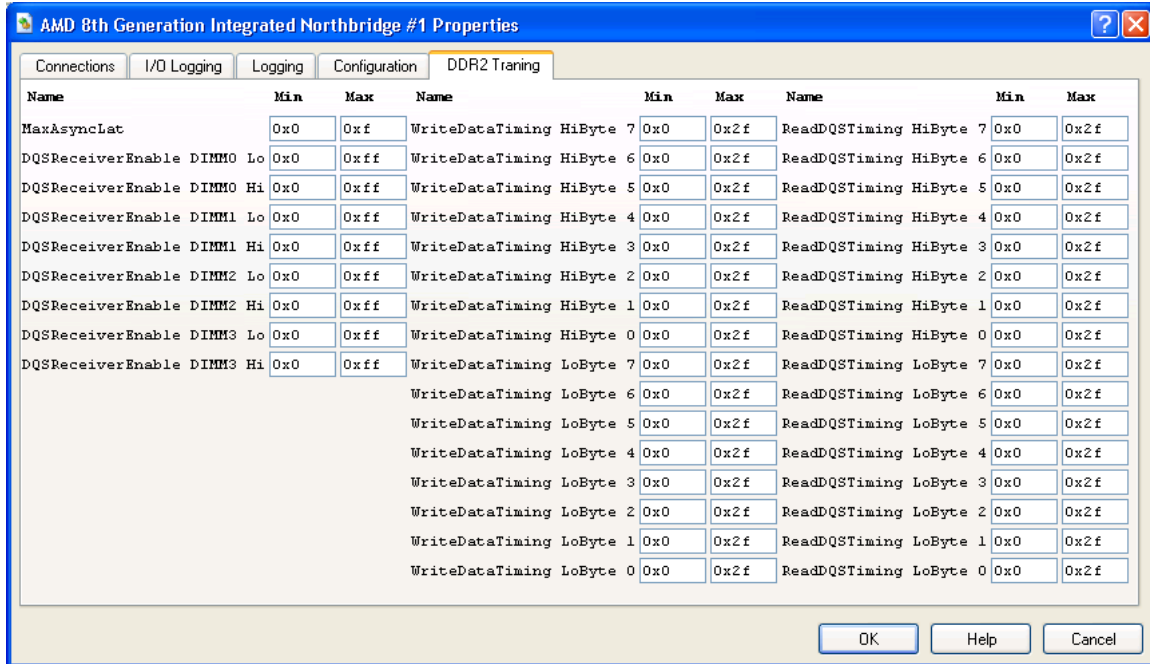 AMD 8th Generation Integrated Northbridge #1 Properties
Connections I/O Logging Logging Configuration DDR2 Traning
Name Min Max Name Min Max Name Min Max
MaxAsyncLat 0x0 0xf WriteDataTiming HiByte 7 0x0 0x2f ReadDQSTiming HiByte 7 0x0 0x2f
DQSReceiverEnable DIMM0 Lo 0x0 0xff WriteDataTiming HiByte 6 0x0 0x2f ReadDQSTiming HiByte 6 0x0 0x2f
DQSReceiverEnable DIMM0 Hi 0x0 0xff WriteDataTiming HiByte 5 0x0 0x2f ReadDQSTiming HiByte 5 0x0 0x2f
DQSReceiverEnable DIMM1 Lo 0x0 0xff WriteDataTiming HiByte 4 0x0 0x2f ReadDQSTiming HiByte 4 0x0 0x2f
DQSReceiverEnable DIMM1 Hi 0x0 0xff WriteDataTiming HiByte 3 0x0 0x2f ReadDQSTiming HiByte 3 0x0 0x2f
DQSReceiverEnable DIMM2 Lo 0x0 0xff WriteDataTiming HiByte 2 0x0 0x2f ReadDQSTiming HiByte 2 0x0 0x2f
DQSReceiverEnable DIMM2 Hi 0x0 0xff WriteDataTiming HiByte 1 0x0 0x2f ReadDQSTiming HiByte 1 0x0 0x2f
DQSReceiverEnable DIMM3 Lo 0x0 0xff WriteDataTiming HiByte 0 0x0 0x2f ReadDQSTiming HiByte 0 0x0 0x2f
DQSReceiverEnable DIMM3 Hi 0x0 0xff WriteDataTiming LoByte 7 0x0 0x2f ReadDQSTiming LoByte 7 0x0 0x2f
WriteDataTiming LoByte 6 0x0 0x2f ReadDQSTiming LoByte 6 0x0 0x2f
WriteDataTiming LoByte 5 0x0 0x2f ReadDQSTiming LoByte 5 0x0 0x2f
WriteDataTiming LoByte 4 0x0 0x2f ReadDQSTiming LoByte 4 0x0 0x2f
WriteDataTiming LoByte 3 0x0 0x2f ReadDQSTiming LoByte 3 0x0 0x2f
WriteDataTiming LoByte 2 0x0 0x2f ReadDQSTiming LoByte 2 0x0 0x2f
WriteDataTiming LoByte 1 0x0 0x2f ReadDQSTiming LoByte 1 0x0 0x2f
WriteDataTiming LoByte 0 0x0 0x2f ReadDQSTiming LoByte 0 0x0 0x2f
OK Help Cancel